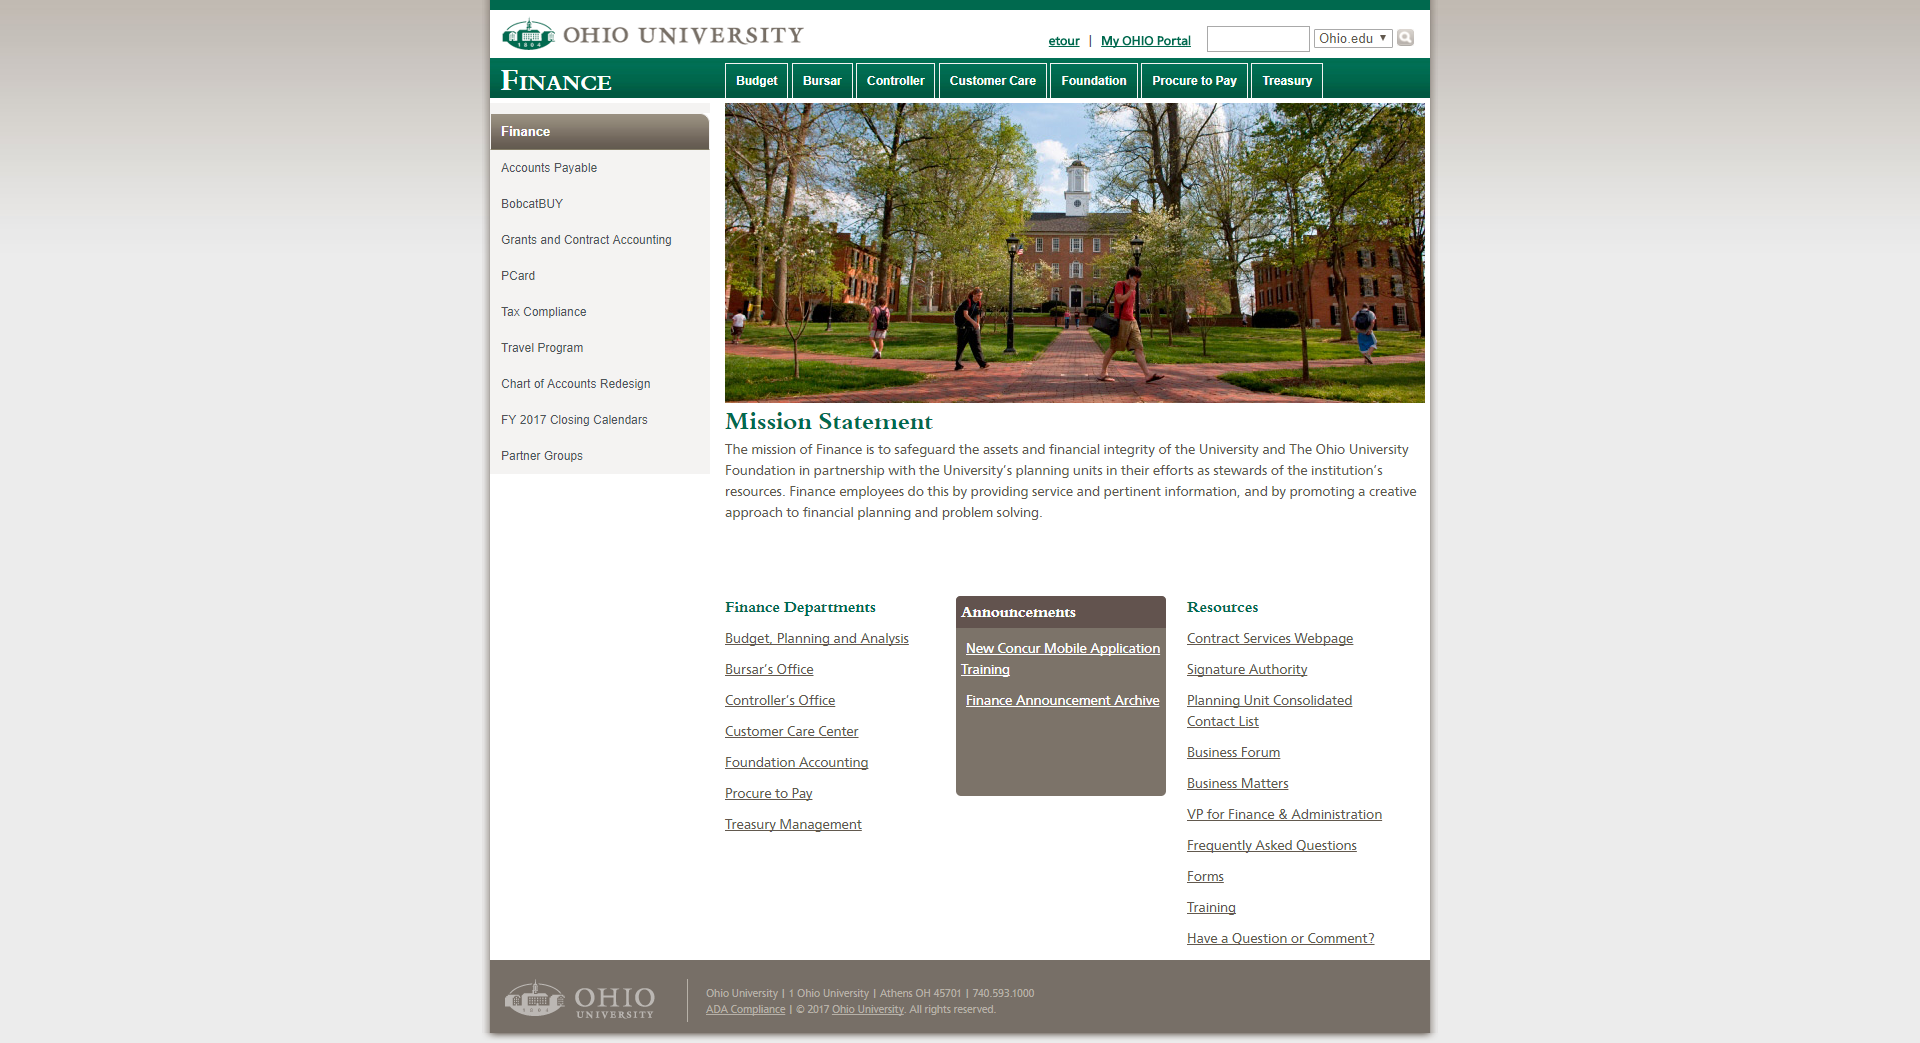 OHIO UNIVERSITY
1804
etour | My OHIO Portal
Ohio.edu
FINANCE
Budget
Bursar
Controller
Customer Care
Foundation
Procure to Pay
Treasury
Finance
Accounts Payable
BobcatBUY
Grants and Contract Accounting
PCard
Tax Compliance
Travel Program
Chart of Accounts Redesign
FY 2017 Closing Calendars
Partner Groups
Mission Statement
The mission of Finance is to safeguard the assets and financial integrity of the University and The Ohio University
Foundation in partnership with the University’s planning units in their efforts as stewards of the institution’s
resources. Finance employees do this by providing service and pertinent information, and by promoting a creative
approach to financial planning and problem solving.
Finance Departments
Budget, Planning and Analysis
Bursar’s Office
Controller’s Office
Customer Care Center
Foundation Accounting
Procure to Pay
Treasury Management
Announcements
New Concur Mobile Application
Training
Finance Announcement Archive
Resources
Contract Services Webpage
Signature Authority
Planning Unit Consolidated
Contact List
Business Forum
Business Matters
VP for Finance & Administration
Frequently Asked Questions
Forms
Training
Have a Question or Comment?
OHIO
UNIVERSITY
1804
Ohio University | 1 Ohio University | Athens OH 45701 | 740.593.1000
ADA Compliance | © 2017 Ohio University. All rights reserved.